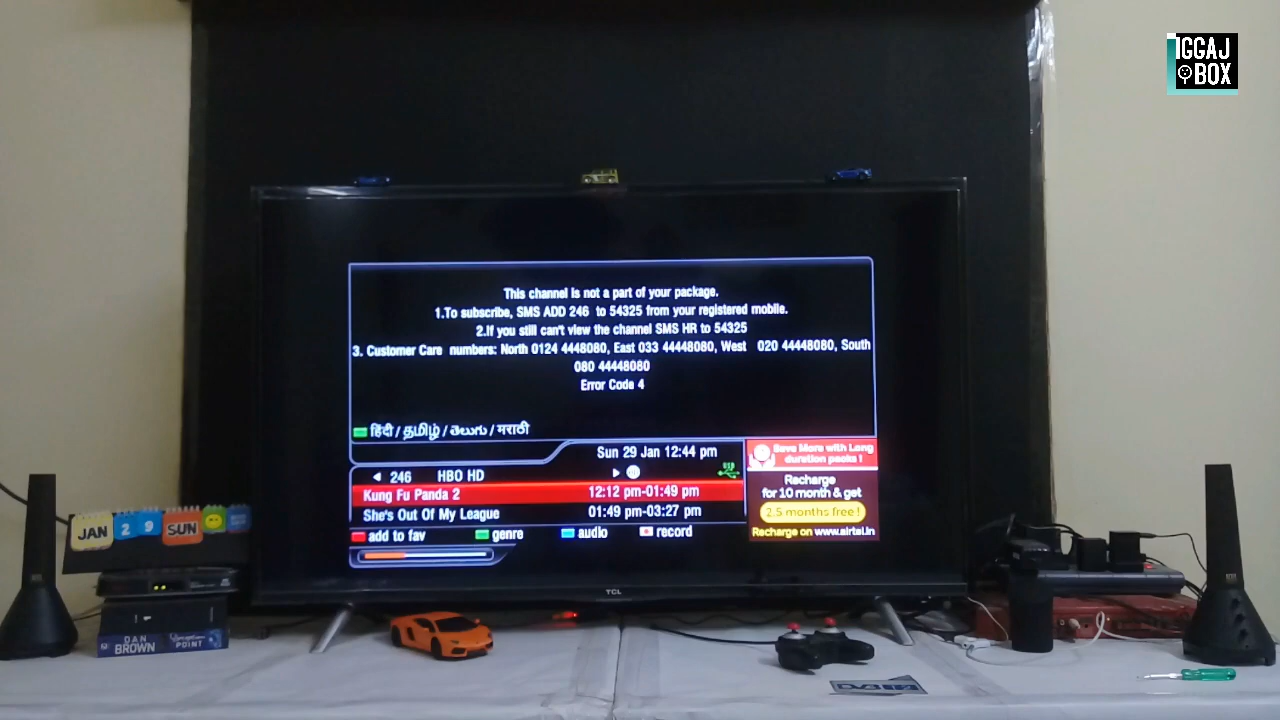 IGGAJ
BOX
This channel is not a part of your package.
1.To subscribe, SMS ADD 246 to 54325 from your registered mobile.
2.If you still can't view the channel SMS HR to 54325
3. Customer Care numbers: North 0124 4448080, East 033 44448080, West 020 44448080, South
080 44448080
Error Code 4
हिंदी / தமிழ் / తెలుగు / मराठी
Sun 29 Jan 12:44 pm
246 HBO HD
USB
Kung Fu Panda 2 12:12 pm-01:49 pm
She's Out Of My League 01:49 pm-03:27 pm
add to fav genre audio record
Save More with Long
duration packs !
Recharge
for 10 month & get
2.5 months free !
Recharge on www.airtel.in
TCL
JAN 2 9 SUN
DAN
BROWN
POINT
DVB T2